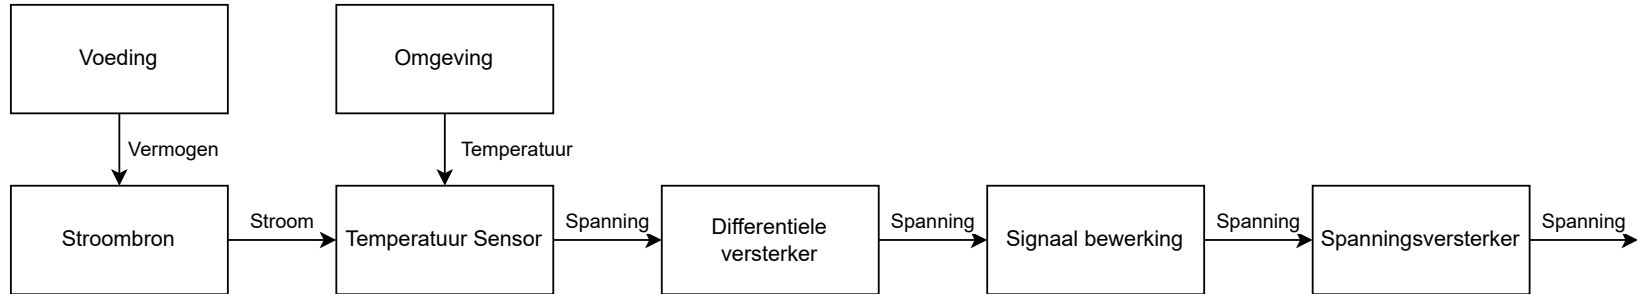 Voeding
Omgeving
Vermogen
Temperatuur
Stroombron
Stroom
Temperatuur Sensor
Spanning
Differentiele
versterker
Spanning
Signaal bewerking
Spanning
Spanningsversterker
Spanning